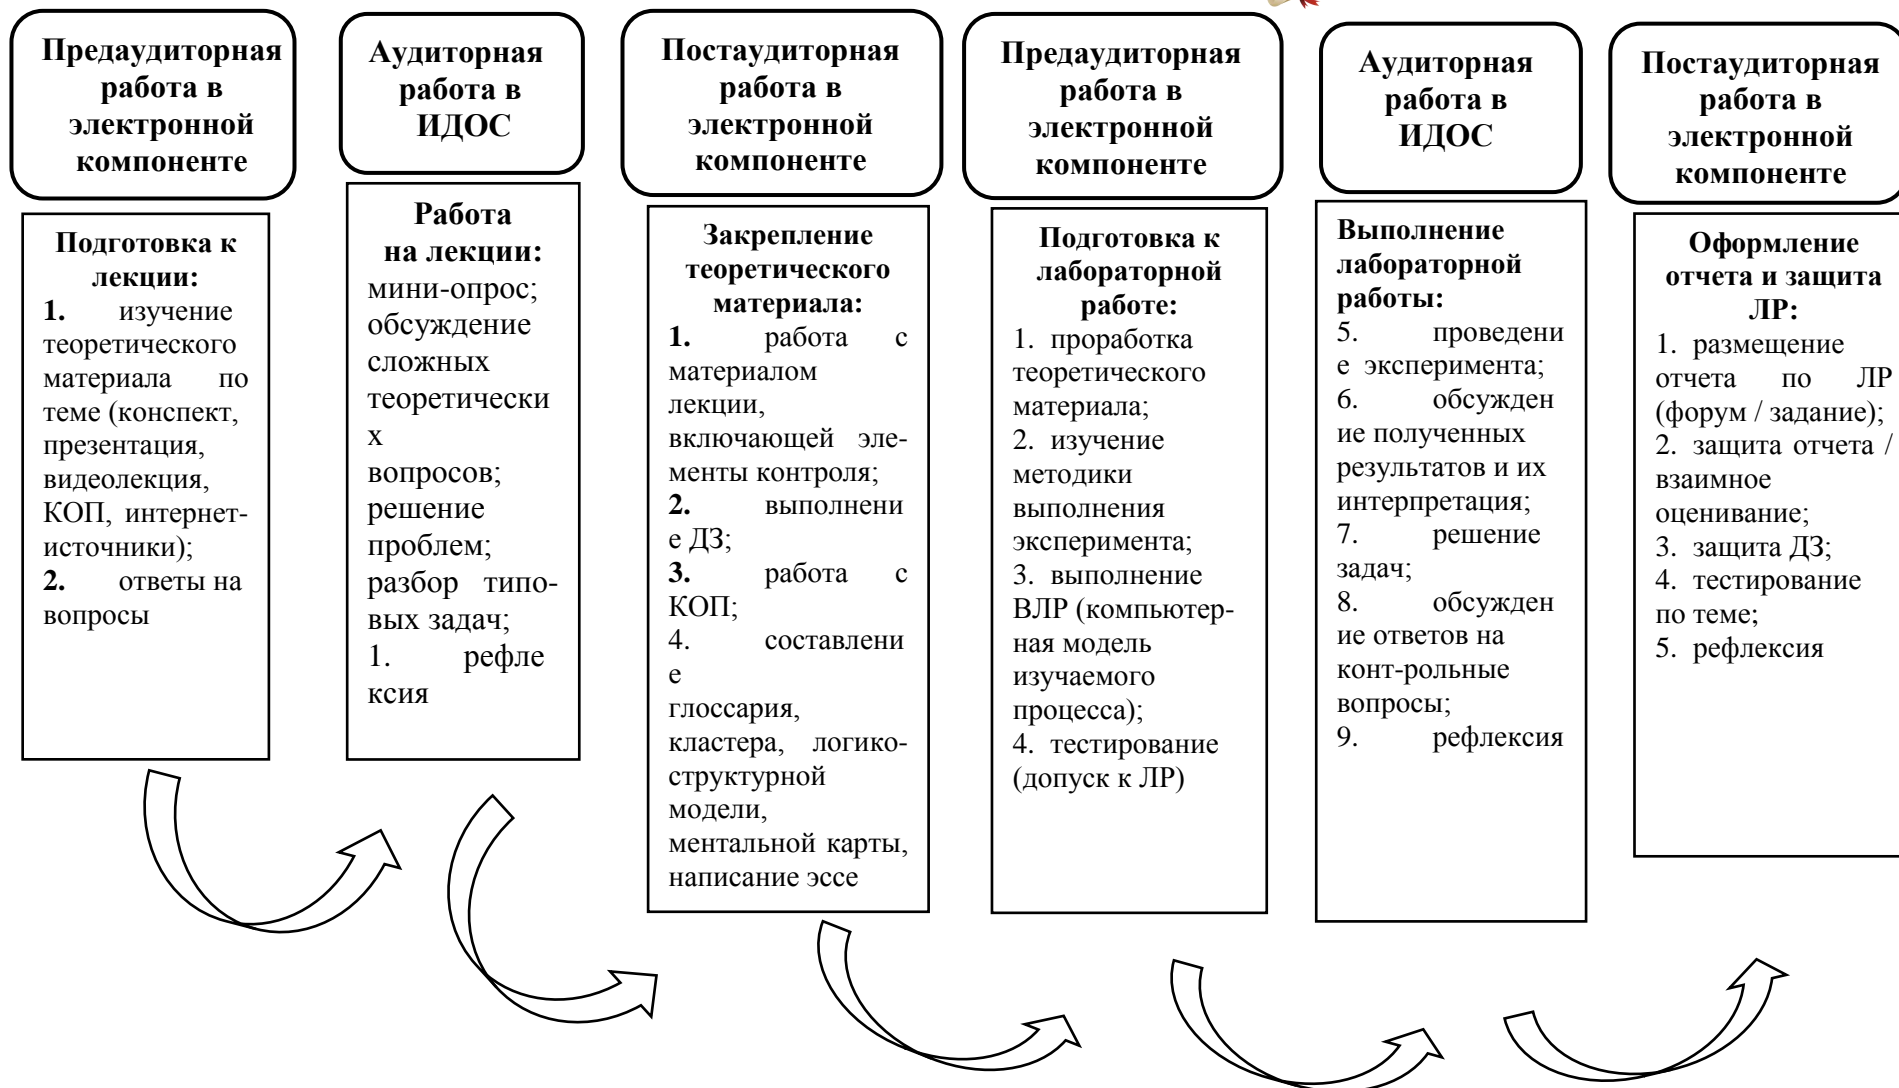 Предаудиторная
работа в
электронной
компоненте
Подготовка к
лекции:
1. изучение
теоретического
материала по
теме (конспект,
презентация,
видеолекция,
КОП, интернет-
источники);
2. ответы на
вопросы
Аудиторная
работа в
ИДОС
Работа
на лекции:
мини-опрос;
обсуждение
сложных
теоретически
х
вопросов;
решение
проблем;
разбор типо-
вых задач;
1. рефле
ксия
Постаудиторная
работа в
электронной
компоненте
Закрепление
теоретического
материала:
1. работа с
материалом
лекции,
включающей эле-
менты контроля;
2. выполнени
е ДЗ;
3. работа с
КОП;
4. составлени
е
глоссария,
кластера, логико-
структурной
модели,
ментальной карты,
написание эссе
Предаудиторная
работа в
электронной
компоненте
Подготовка к
лабораторной
работе:
1. проработка
теоретического
материала;
2. изучение
методики
выполнения
эксперимента;
3. выполнение
ВЛР (компьютер-
ная модель
изучаемого
процесса);
4. тестирование
(допуск к ЛР)
Аудиторная
работа в
ИДОС
Выполнение
лабораторной
работы:
5. проведени
е эксперимента;
6. обсужден
ие полученных
результатов и их
интерпретация;
7. решение
задач;
8. обсужден
ие ответов на
конт-рольные
вопросы;
9. рефлексия
Постаудиторная
работа в
электронной
компоненте
Оформление
отчета и защита
ЛР:
1. размещение
отчета по ЛР
(форум / задание);
2. защита отчета /
взаимное
оценивание;
3. защита ДЗ;
4. тестирование
по теме;
5. рефлексия